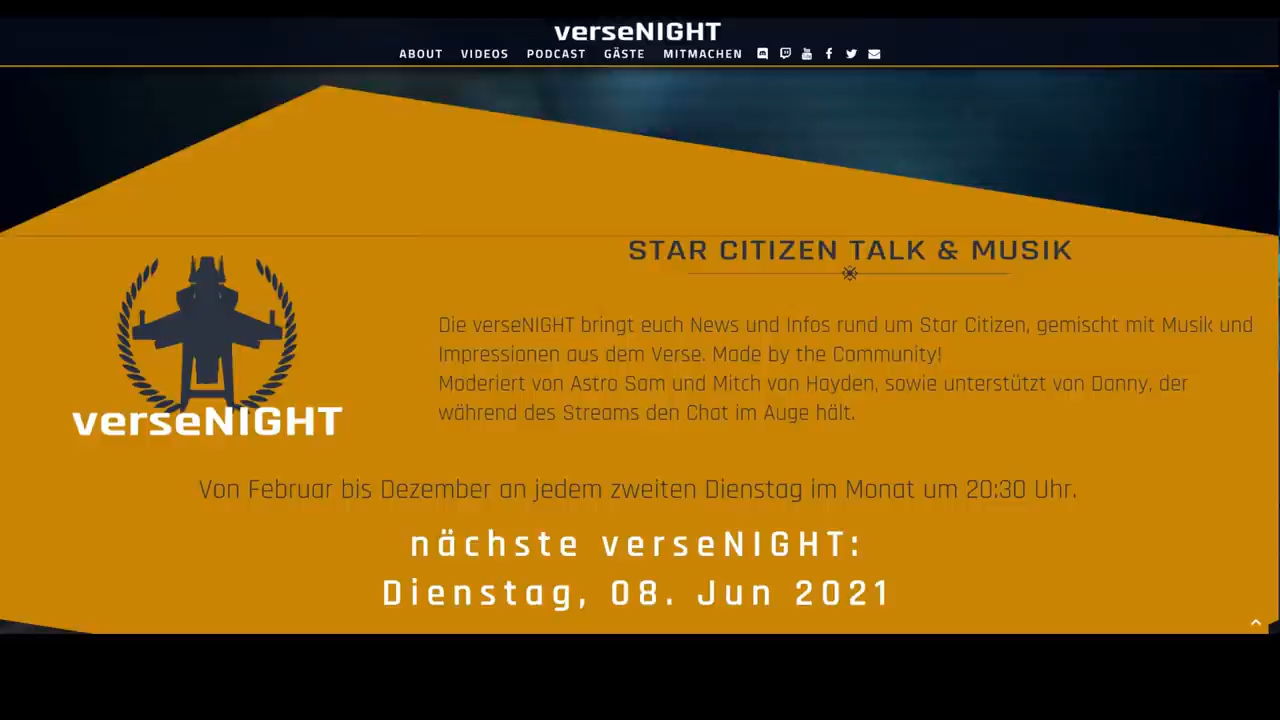 verseNIGHT
ABOUT VIDEOS PODCAST GÄSTE MITMACHEN
STAR CITIZEN TALK & MUSIK
Die verseNIGHT bringt euch News und Infos rund um Star Citizen, gemischt mit Musik und
Impressionen aus dem Verse. Made by the Community!
Moderiert von Astro Sam und Mitch van Hayden, sowie unterstützt von Danny, der
während des Streams den Chat im Auge hält.
verseNIGHT
Von Februar bis Dezember an jedem zweiten Dienstag im Monat um 20:30 Uhr.
nächste verseNIGHT:
Dienstag, 08. Jun 2021